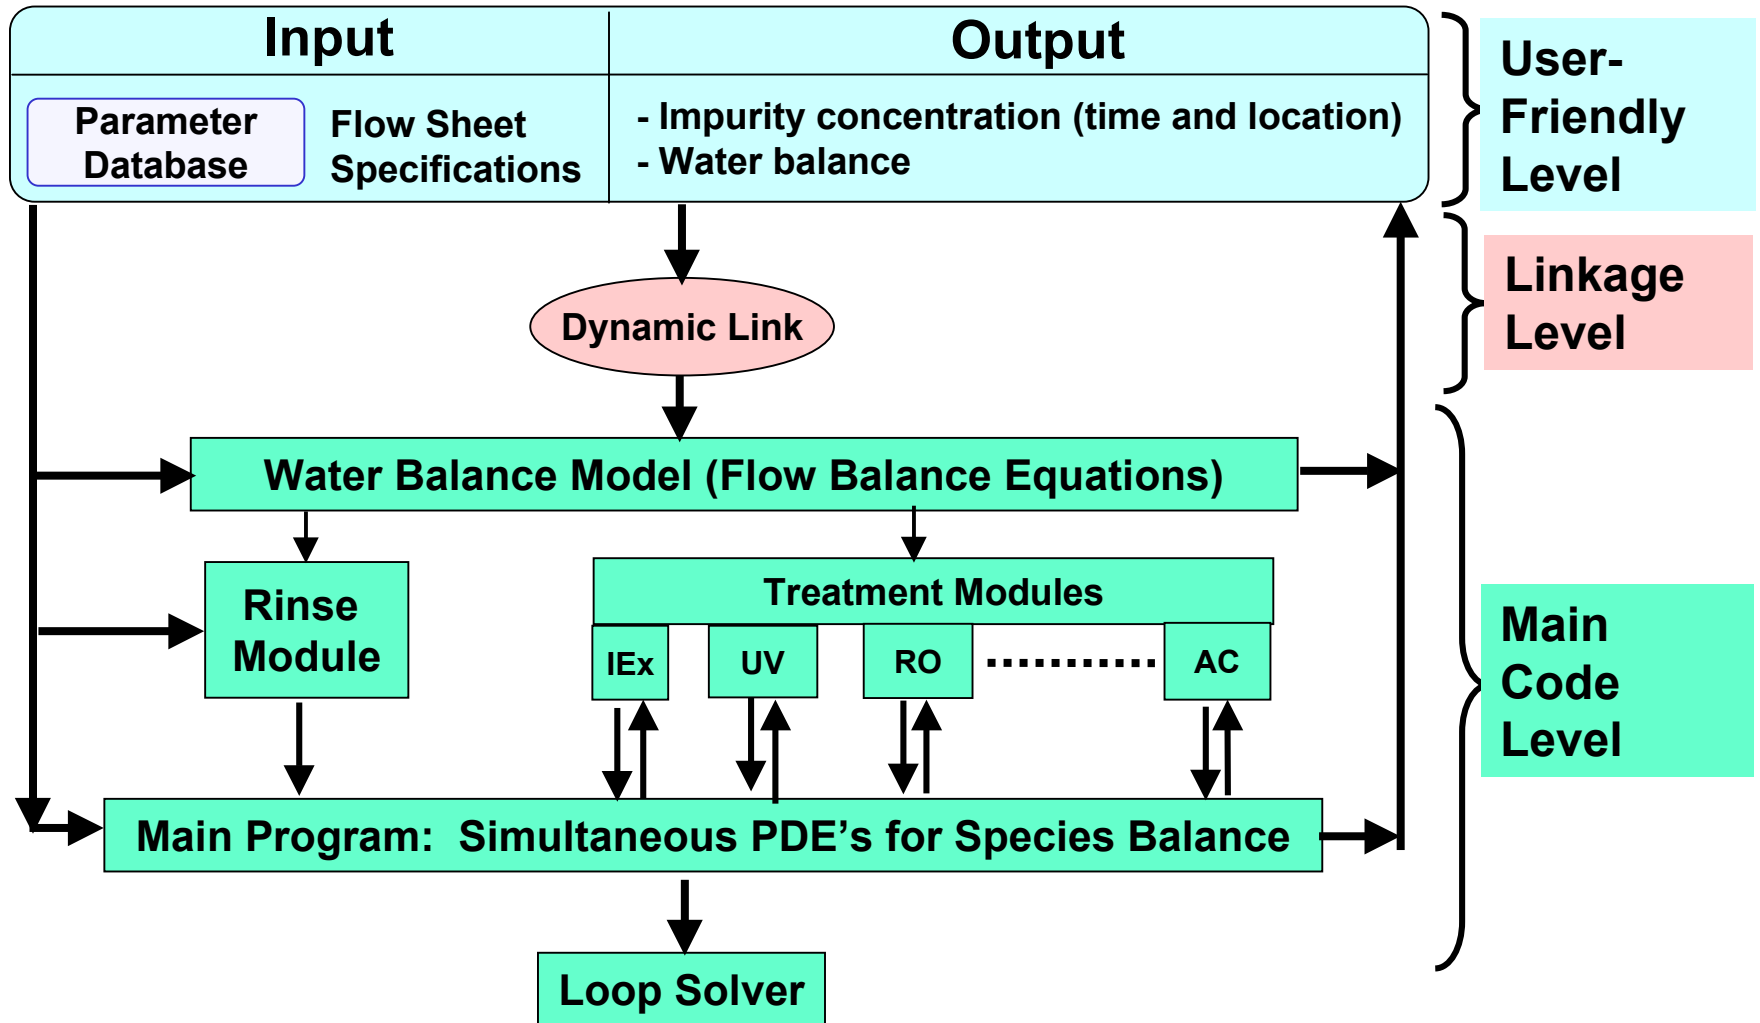 Input
Output
Parameter
Database
Flow Sheet
Specifications
- Impurity concentration (time and location)
- Water balance
User-
Friendly
Level
Dynamic Link
Linkage
Level
Water Balance Model (Flow Balance Equations)
Rinse
Module
Treatment Modules
IEx
UV
RO
AC
Main
Code
Level
Main Program:  Simultaneous PDE's for Species Balance
Loop Solver